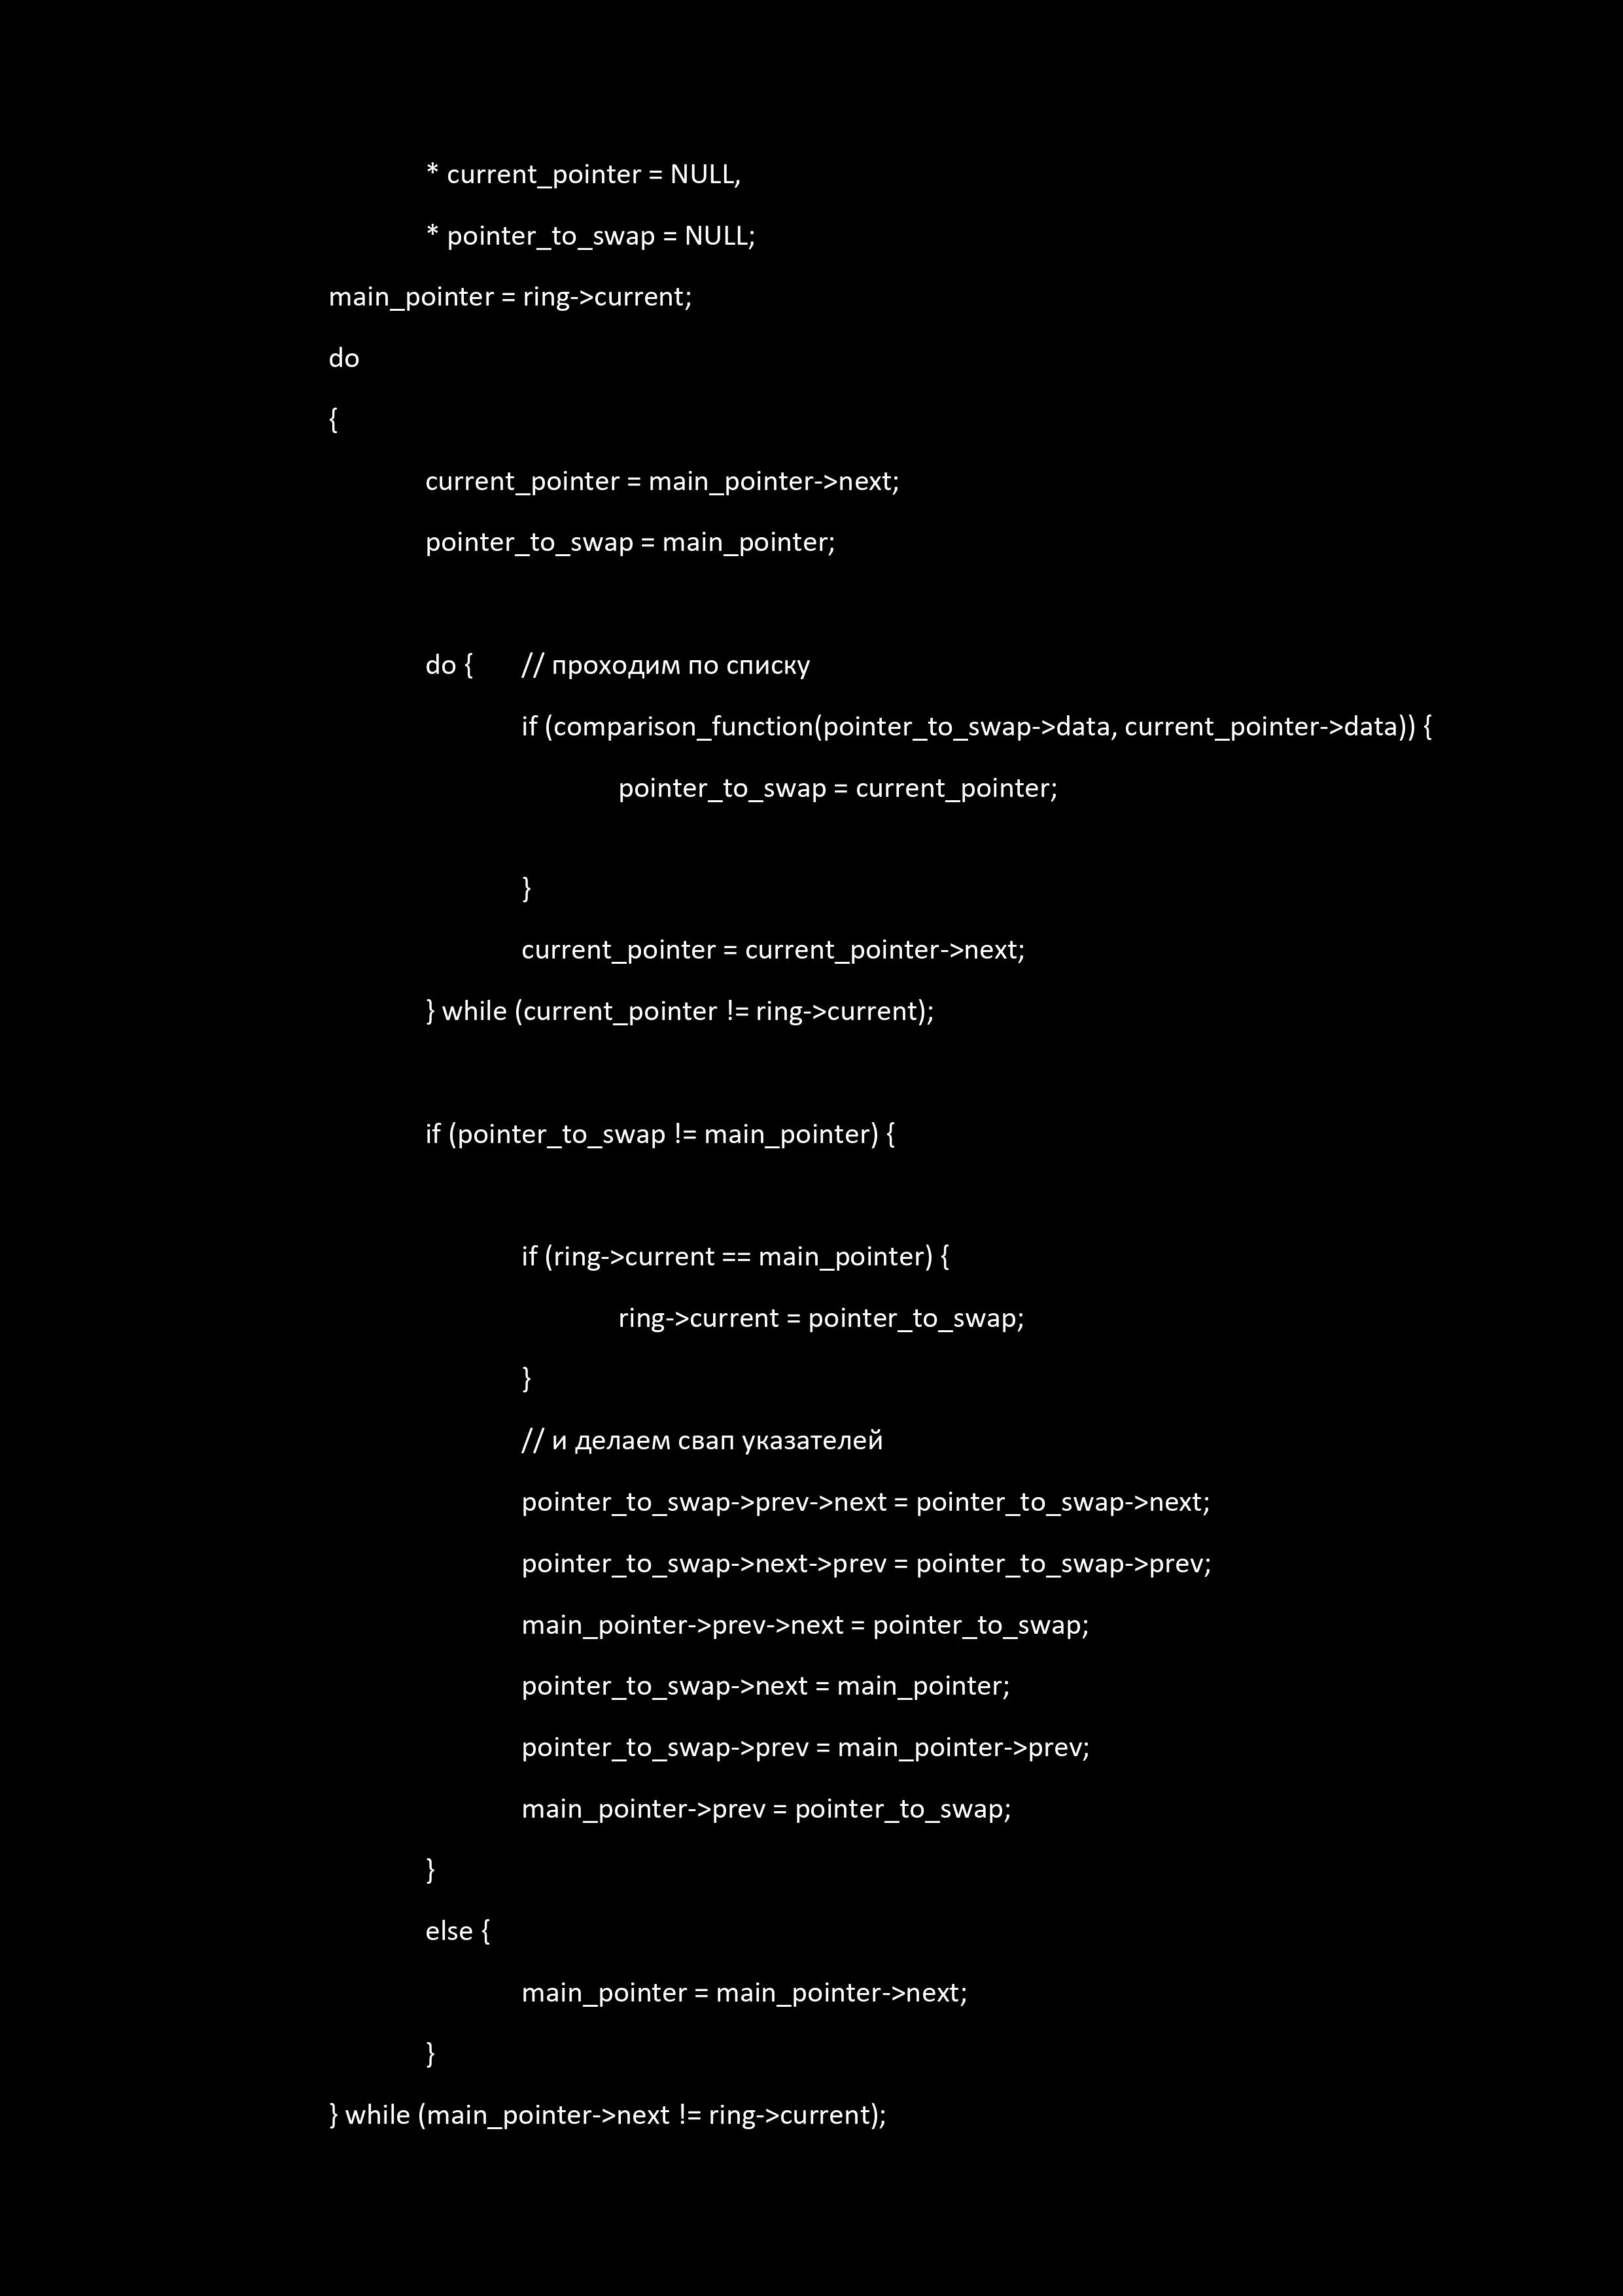 * current_pointer = NULL,
* pointer_to_swap = NULL;
main_pointer = ring->current;
do
{
current_pointer = main_pointer->next;
pointer_to_swap = main_pointer;
do { // проходим по списку
if (comparison_function(pointer_to_swap->data, current_pointer->data)) {
pointer_to_swap = current_pointer;
}
current_pointer = current_pointer->next;
} while (current_pointer != ring->current);
if (pointer_to_swap != main_pointer) {
if (ring->current == main_pointer) {
ring->current = pointer_to_swap;
}
// и делаем свап указателей
pointer_to_swap->prev->next = pointer_to_swap->next;
pointer_to_swap->next->prev = pointer_to_swap->prev;
main_pointer->prev->next = pointer_to_swap;
pointer_to_swap->next = main_pointer;
pointer_to_swap->prev = main_pointer->prev;
main_pointer->prev = pointer_to_swap;
}
else {
main_pointer = main_pointer->next;
}
} while (main_pointer->next != ring->current);